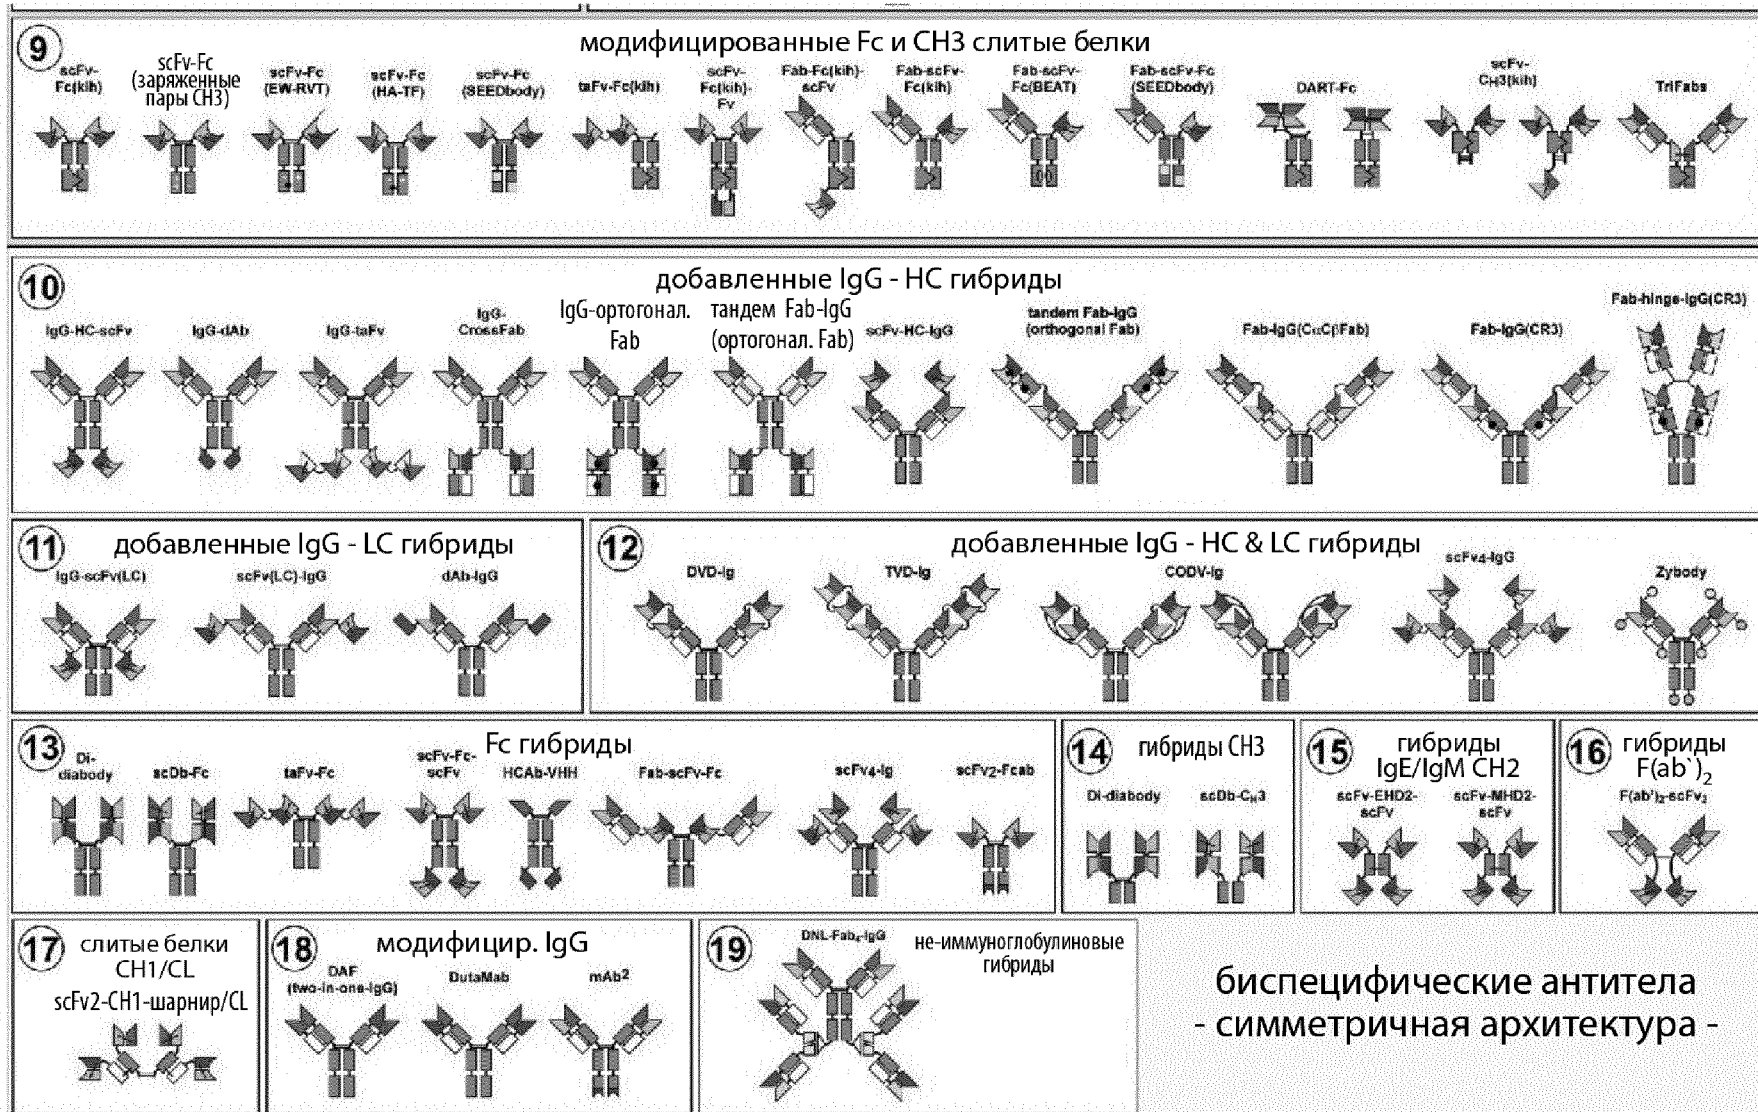 9
модифицированные Fc и CH3 слитые белки
scFv-
Fc(kih)
scFv-Fc
(заряженные
пары CH3)
scFv-Fc
(EW-RVT)
scFv-Fc
(HA-TF)
scFv-Fc
(SEEDbody)
taFv-Fc(kih)
scFv-
Fc(kih)-
Fv
Fab-Fc(kih)-
scFv
Fab-scFv-
Fc(kih)
Fab-scFv-
Fc(BEAT)
Fab-scFv-Fc
(SEEDbody)
DART-Fc
scFv-
CH3(kih)
TriFabs
10
добавленные IgG - HC гибриды
IgG-HC-scFv
IgG-dAb
IgG-taFv
IgG-
CrossFab
IgG-ортогонал.
Fab
тандем Fab-IgG
(ортогонал. Fab)
scFv-HC-IgG
tandem Fab-IgG
(orthogonal Fab)
Fab-IgG(CαCβFab)
Fab-IgG(CR3)
Fab-hinge-IgG(CR3)
11
добавленные IgG - LC гибриды
IgG-scFv(LC)
scFv(LC)-IgG
dAb-IgG
12
добавленные IgG - HC & LC гибриды
DVD-Ig
TVD-Ig
CODV-Ig
scFv4-IgG
Zybody
13
Fc гибриды
Di-
diabody
scDb-Fc
taFv-Fc
scFv-Fc-
scFv
HCAb-VHH
Fab-scFv-Fc
scFv4-Ig
scFv2-Fcab
14
гибриды CH3
Di-diabody
scDb-CH3
15
гибриды
IgE/IgM CH2
scFv-EHD2-
scFv
scFv-MHD2-
scFv
16
гибриды
F(ab`)2
F(ab')2-scFv2
17
слитые белки
CH1/CL
scFv2-CH1-шарнир/CL
18
модифицир. IgG
DAF
(two-in-one-IgG)
DutaMab
mAb2
19
DNL-Fab4-IgG
не-иммуноглобулиновые
гибриды
биспецифические антитела
- симметричная архитектура -